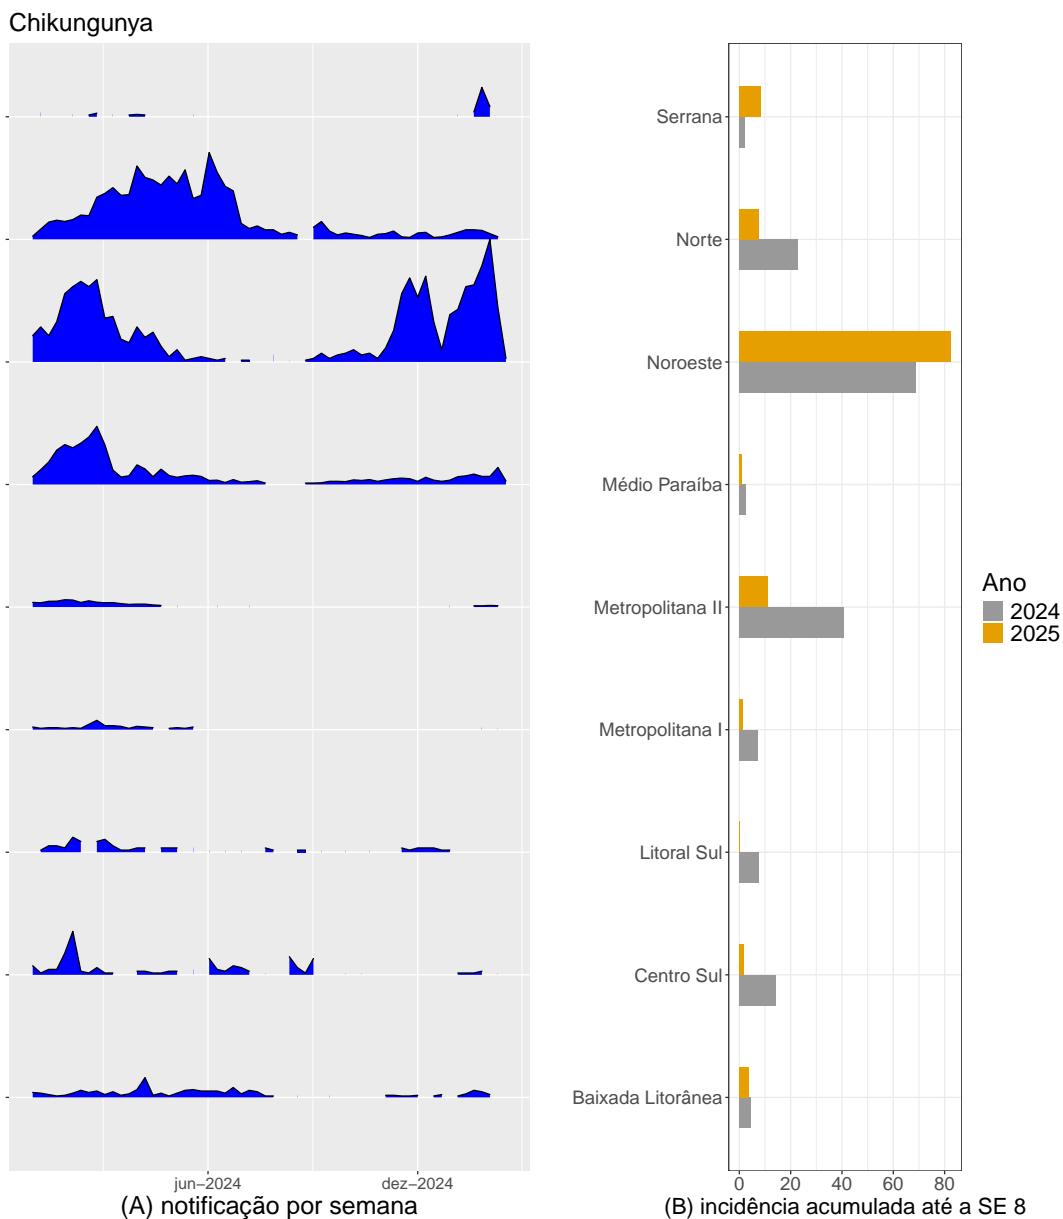 Chikungunya
Serrana
Norte
Noroeste
Médio Paraíba
Metropolitana II
Metropolitana I
Litoral Sul
Centro Sul
Baixada Litorânea
Ano
2024
2025
jun−2024
dez−2024
0 20 40 60 80
(A) notificação por semana
(B) incidência acumulada até a SE 8